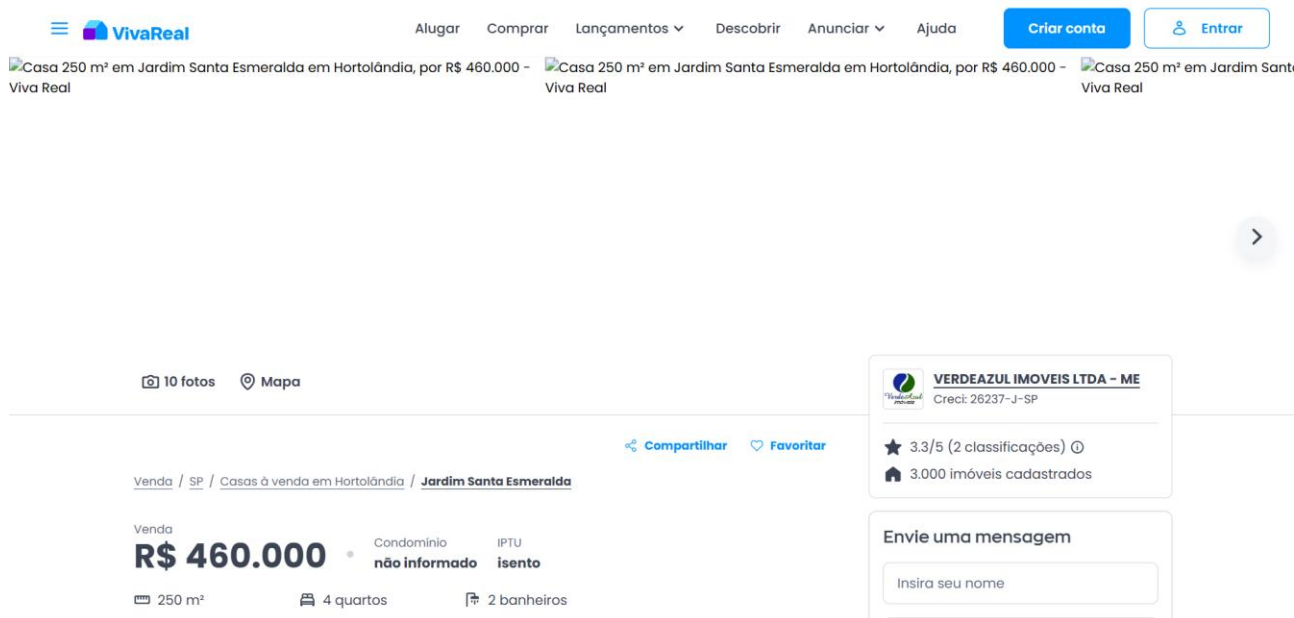 VivaReal
Alugar Comprar Lançamentos Descobrir Anunciar Ajuda Criar conta Entrar
Casa 250 m² em Jardim Santa Esmeralda em Hortolândia, por R$ 460.000 -
Viva Real
Casa 250 m² em Jardim Santa Esmeralda em Hortolândia, por R$ 460.000 -
Viva Real
Casa 250 m² em Jardim Sant
Viva Real
10 fotos Mapa
VERDEAZUL IMOVEIS LTDA - ME
VerdeAzul
imóveis
Creci: 26237-J-SP
Compartilhar Favoritar
3.3/5 (2 classificações)
3.000 imóveis cadastrados
Venda / SP / Casas à venda em Hortolândia / Jardim Santa Esmeralda
Venda
R$ 460.000
Condomínio
não informado
IPTU
isento
250 m² 4 quartos 2 banheiros
Envie uma mensagem
Insira seu nome